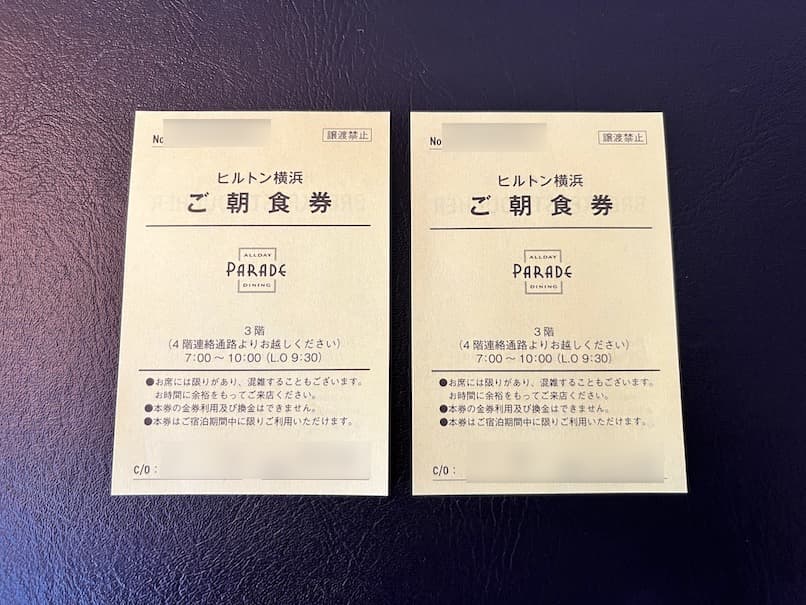 No
譲渡禁止
ヒルトン横浜
ご朝食券
ALLDAY
PARADE
DINING
3階
(4階連絡通路よりお越しください)
7:00～10:00(L.O 9:30)
●お席には限りがあり、混雑することもございます。
お時間に余裕をもってご来店ください。
●本券の金券利用及び換金はできません。
●本券はご宿泊期間中に限りご利用いただけます。
C/O：
No
譲渡禁止
ヒルトン横浜
ご朝食券
ALLDAY
PARADE
DINING
3階
(4階連絡通路よりお越しください)
7:00～10:00(L.O 9:30)
●お席には限りがあり、混雑することもございます。
お時間に余裕をもってご来店ください。
●本券の金券利用及び換金はできません。
●本券はご宿泊期間中に限りご利用いただけます。
C/O：